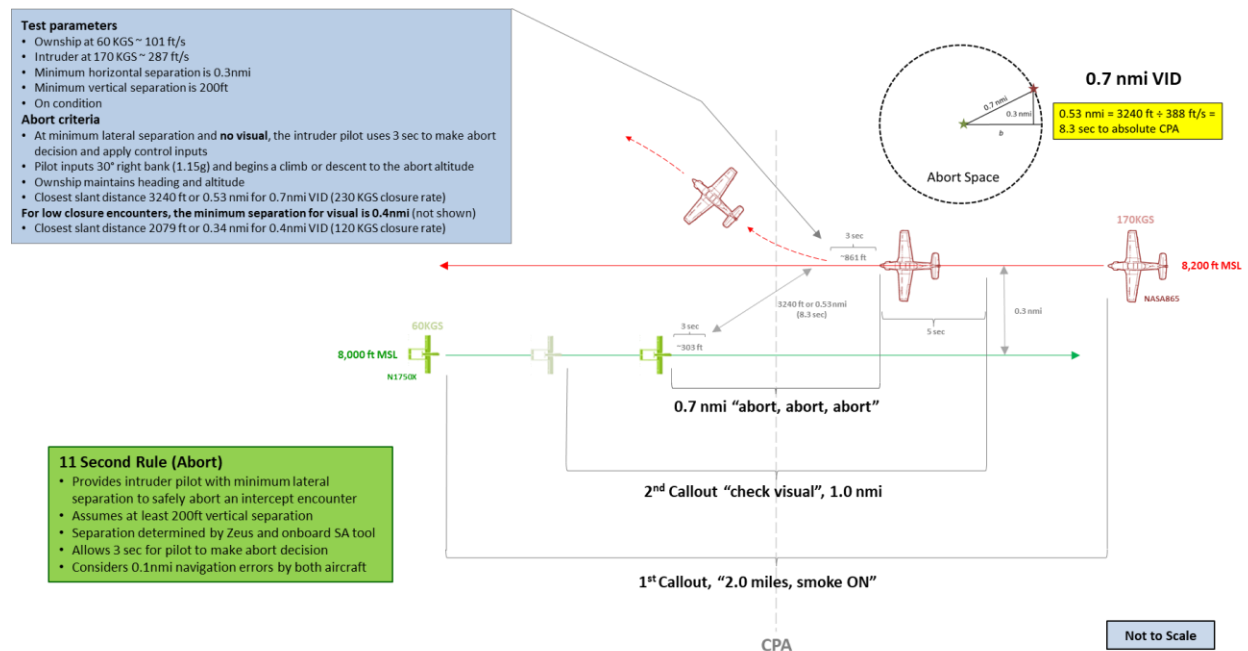 Test parameters
• Ownship at 60 KGS ~ 101 ft/s
• Intruder at 170 KGS ~ 287 ft/s
• Minimum horizontal separation is 0.3nmi
• Minimum vertical separation is 200ft
• On condition
Abort criteria
• At minimum lateral separation and no visual, the intruder pilot uses 3 sec to make abort
decision and apply control inputs
• Pilot inputs 30° right bank (1.15g) and begins a climb or descent to the abort altitude
• Ownship maintains heading and altitude
• Closest slant distance 3240 ft or 0.53 nmi for 0.7nmi VID (230 KGS closure rate)
For low closure encounters, the minimum separation for visual is 0.4nmi (not shown)
• Closest slant distance 2079 ft or 0.34 nmi for 0.4nmi VID (120 KGS closure rate)
0.7 nmi
0.3 nmi
b
Abort Space
0.7 nmi VID
0.53 nmi = 3240 ft ÷ 388 ft/s =
8.3 sec to absolute CPA
3 sec
~861 ft
170KGS
8,200 ft MSL
NASA865
3240 ft or 0.53nmi
(8.3 sec)
5 sec
0.3 nmi
60KGS
8,000 ft MSL
N1750X
3 sec
~303 ft
0.7 nmi “abort, abort, abort”
2nd Callout “check visual”, 1.0 nmi
1st Callout, “2.0 miles, smoke ON”
11 Second Rule (Abort)
• Provides intruder pilot with minimum lateral
separation to safely abort an intercept encounter
• Assumes at least 200ft vertical separation
• Separation determined by Zeus and onboard SA tool
• Allows 3 sec for pilot to make abort decision
• Considers 0.1nmi navigation errors by both aircraft
CPA
Not to Scale